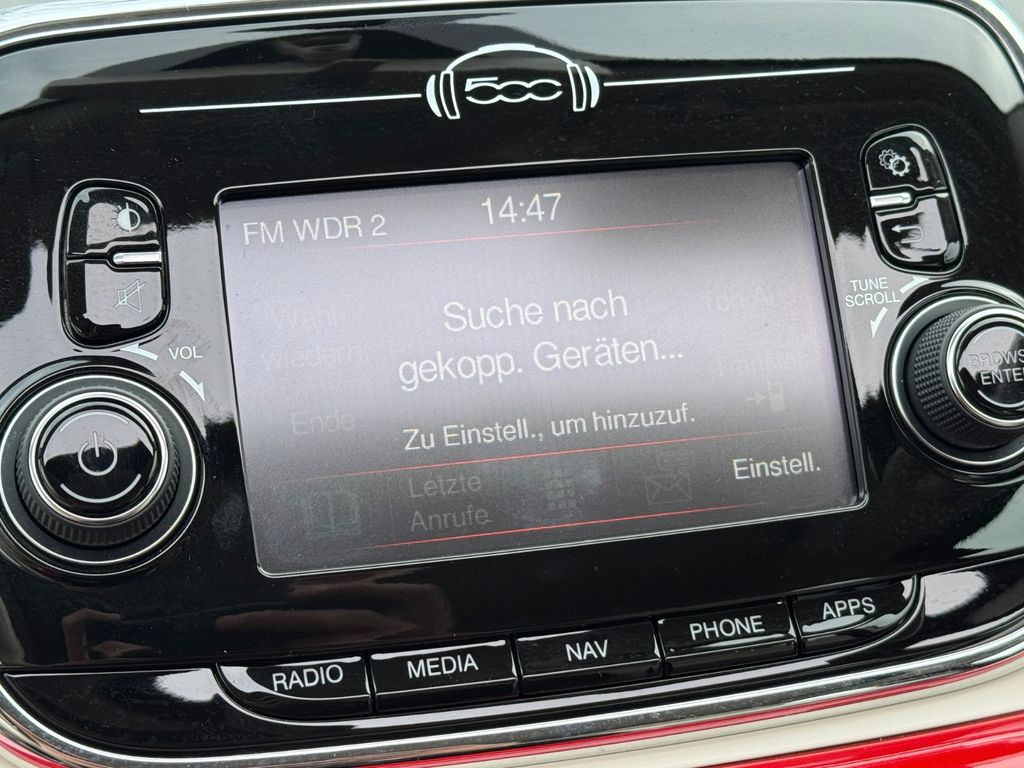 500
FM WDR 2
14:47
Suche nach
gekopp. Geräten...
Ende
Zu Einstell., um hinzuzuf.
Letzte
Anrufe
Einstell.
VOL
TUNE
SCROLL
ENTER
RADIO
MEDIA
NAV
PHONE
APPS